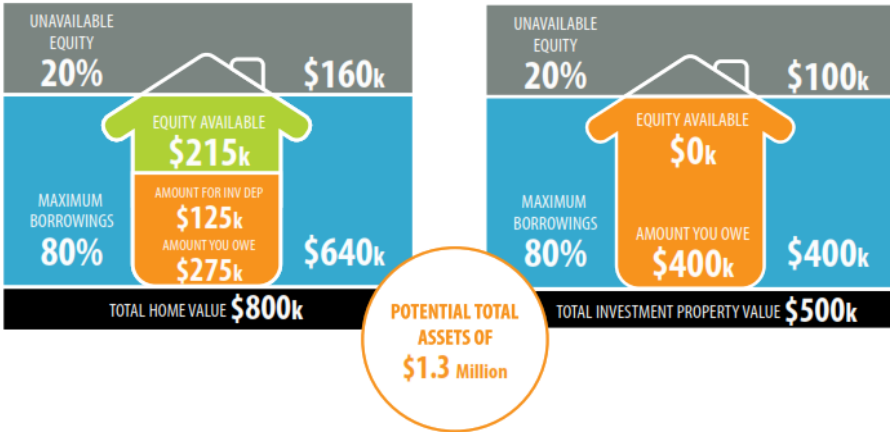 UNAVAILABLE
EQUITY
20%
$160k
EQUITY AVAILABLE
$215k
AMOUNT FOR INV DEP
$125k
AMOUNT YOU OWE
$275k
MAXIMUM
BORROWINGS
80%
$640k
TOTAL HOME VALUE $800k
UNAVAILABLE
EQUITY
20%
$100k
EQUITY AVAILABLE
$0k
AMOUNT YOU OWE
$400k
MAXIMUM
BORROWINGS
80%
$400k
TOTAL INVESTMENT PROPERTY VALUE $500k
POTENTIAL TOTAL
ASSETS OF
$1.3 Million